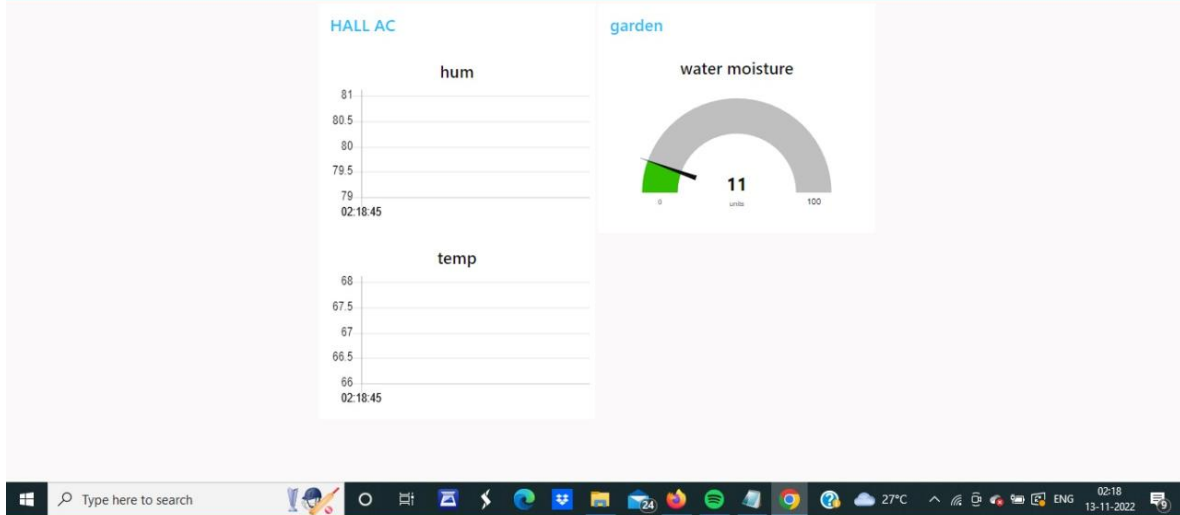 HALL AC
hum
81
80.5
80
79.5
79
02:18:45
temp
68
67.5
67
66.5
66
02:18:45
garden
water moisture
11
units
0
100
Type here to search
24
27°C
ENG
02:18
13-11-2022
9